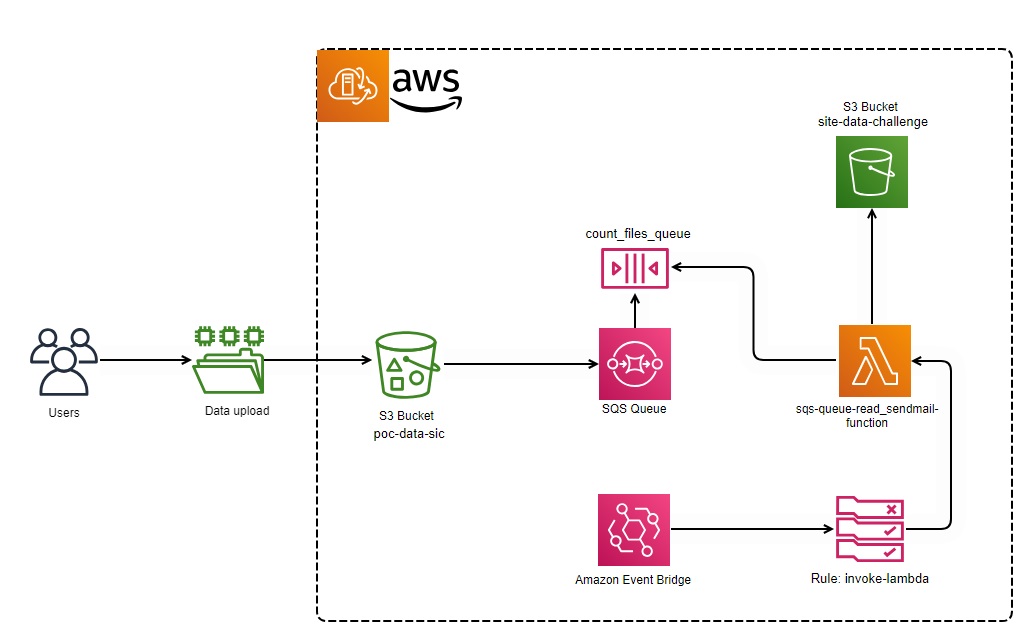 aws
S3 Bucket
site-data-challenge
count_files_queue
Users
Data upload
S3 Bucket
poc-data-sic
SQS Queue
sqs-queue-read_sendmail-
function
Amazon Event Bridge
Rule: invoke-lambda